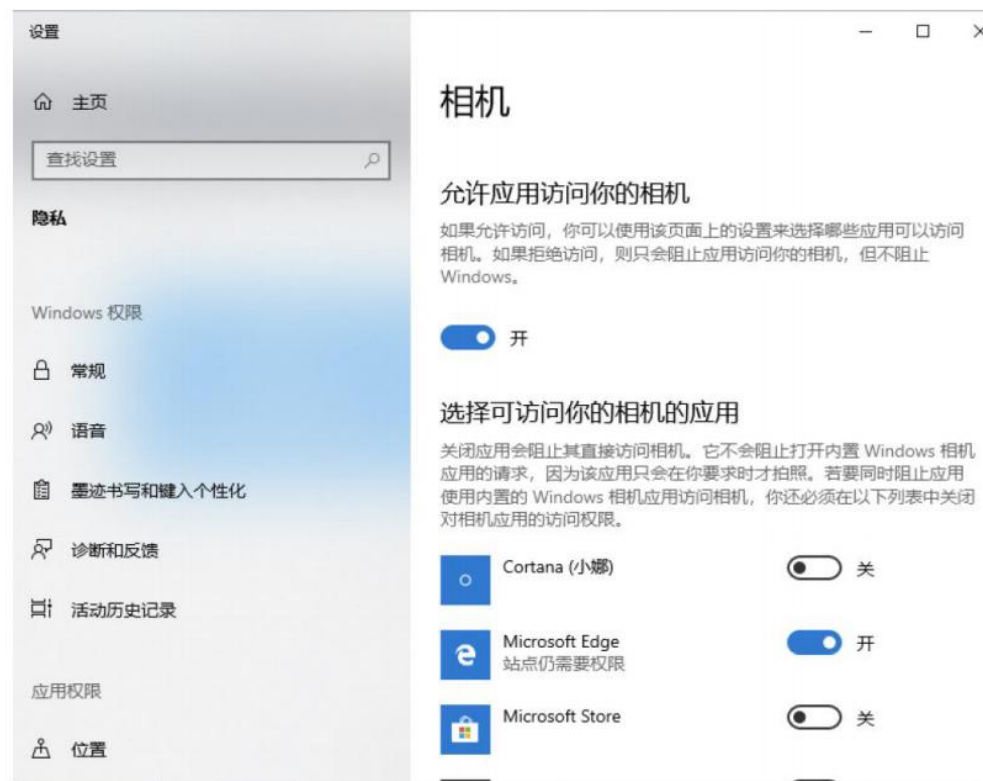 设置
主页
查找设置
隐私
Windows 权限
常规
语音
墨迹书写和键入个性化
诊断和反馈
活动历史记录
应用权限
位置
相机
允许应用访问你的相机
如果允许访问，你可以使用该页面上的设置来选择哪些应用可以访问
相机。如果拒绝访问，则只会阻止应用访问你的相机，但不阻止
Windows。
开
选择可访问你的相机的应用
关闭应用会阻止其直接访问相机。它不会阻止打开内置 Windows 相机
应用的请求，因为该应用只会在你要求时才拍照。若要同时阻止应用
使用内置的 Windows 相机应用访问相机，你还必须在以下列表中关闭
对相机应用的访问权限。
Cortana (小娜)
关
Microsoft Edge
站点仍需要权限
开
Microsoft Store
关